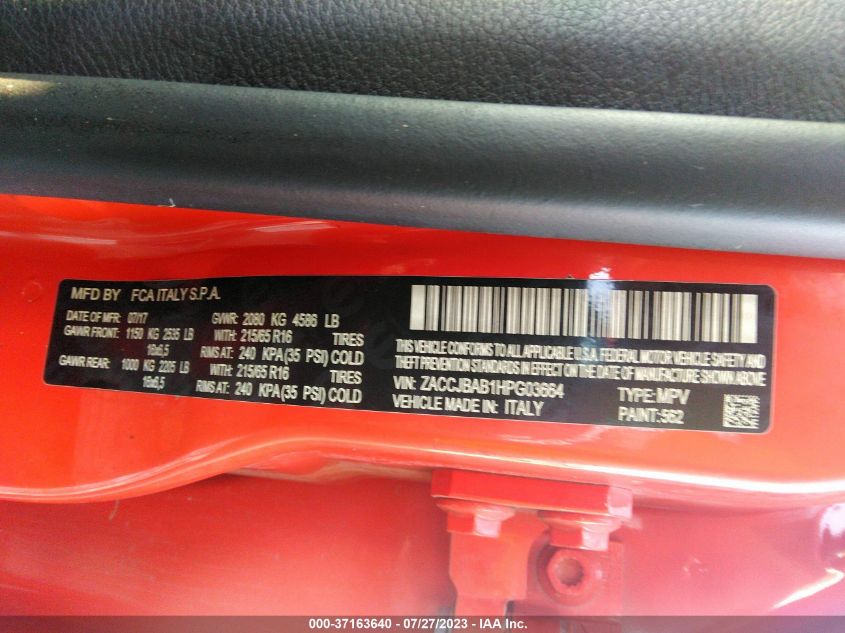 MFD BY FCA ITALY S.P.A.
DATE OF MFR: 07/17 GVWR: 2080 KG 4586 LB
GAWR FRONT: 1150 KG 2535 LB WITH: 215/65 R16 TIRES
16x6,5 RIMS AT: 240 KPA(35 PSI) COLD
GAWR REAR: 1000 KG 2205 LB WITH: 215/65 R16 TIRES
16x6,5 RIMS AT: 240 KPA (35 PSI) COLD
THIS VEHICLE CONFORMS TO ALL APPLICABLE U.S.A. FEDERAL MOTOR VEHICLE SAFETY AND
THEFT PREVENTION STANDARDS IN EFFECT ON THE DATE OF MANUFACTURE SHOWN ABOVE
VIN: ZACCJBAB1HPG03664 TYPE: MPV
VEHICLE MADE IN: ITALY PAINT: 562
000-37163640 - 07/27/2023 - IAA Inc.